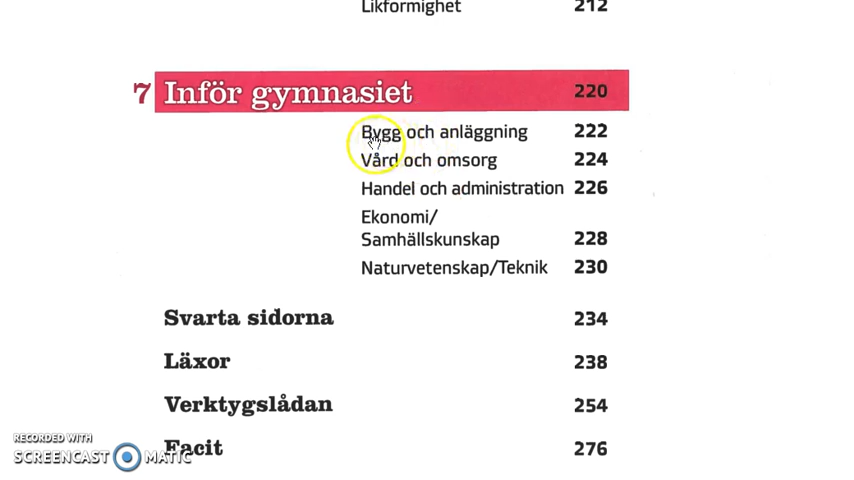 Likformighet 212
7 Inför gymnasiet 220
Bygg och anläggning 222
Vård och omsorg 224
Handel och administration 226
Ekonomi/
Samhällskunskap 228
Naturvetenskap/Teknik 230
Svarta sidorna 234
Läxor 238
Verktygslådan 254
Facit 276
RECORDED WITH
SCREENCAST MATIC